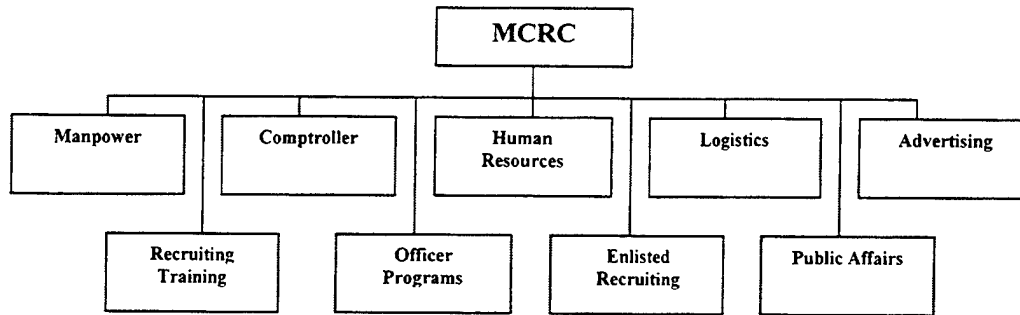 MCRC
Manpower
Comptroller
Human
Resources
Logistics
Advertising
Recruiting
Training
Officer
Programs
Enlisted
Recruiting
Public Affairs